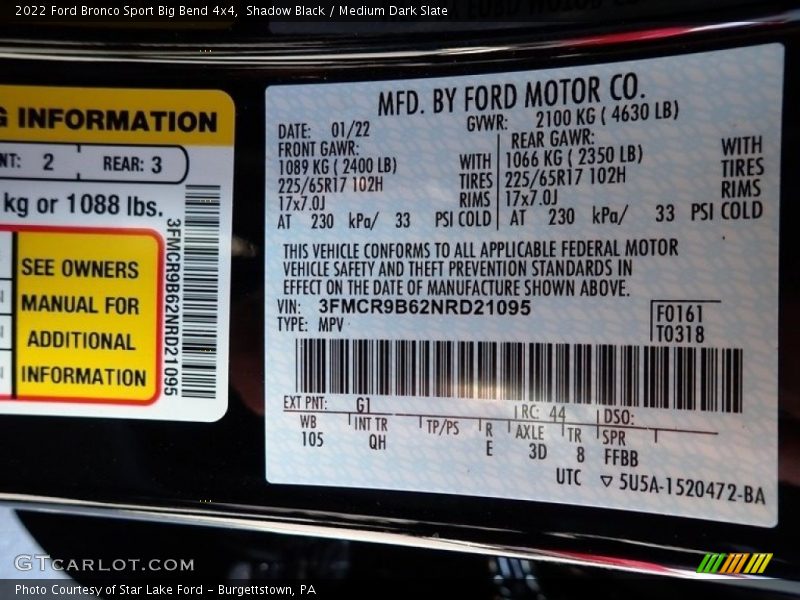 2022 Ford Bronco Sport Big Bend 4x4, Shadow Black / Medium Dark Slate
INFORMATION
NT: 2 REAR: 3
kg or 1088 lbs.
SEE OWNERS
MANUAL FOR
ADDITIONAL
INFORMATION
3FMCR9B62NRD21095
MFD. BY FORD MOTOR CO.
DATE: 01/22 GVWR: 2100 KG ( 4630 LB)
FRONT GAWR: REAR GAWR:
1089 KG ( 2400 LB) WITH 1066 KG ( 2350 LB) WITH
225/65R17 102H TIRES 225/65R17 102H TIRES
17x7.0J RIMS 17x7.0J RIMS
AT 230 kPa/ 33 PSI COLD AT 230 kPa/ 33 PSI COLD
THIS VEHICLE CONFORMS TO ALL APPLICABLE FEDERAL MOTOR
VEHICLE SAFETY AND THEFT PREVENTION STANDARDS IN
EFFECT ON THE DATE OF MANUFACTURE SHOWN ABOVE.
VIN: 3FMCR9B62NRD21095 F0161
TYPE: MPV T0318
EXT PNT: G1 RC: 44 DSO:
WB INT TR TP/PS R AXLE TR SPR
105 QH E 3D 8 FFBB
UTC ▽ 5U5A-1520472-BA
GTCARLOT.COM
Photo Courtesy of Star Lake Ford - Burgettstown, PA